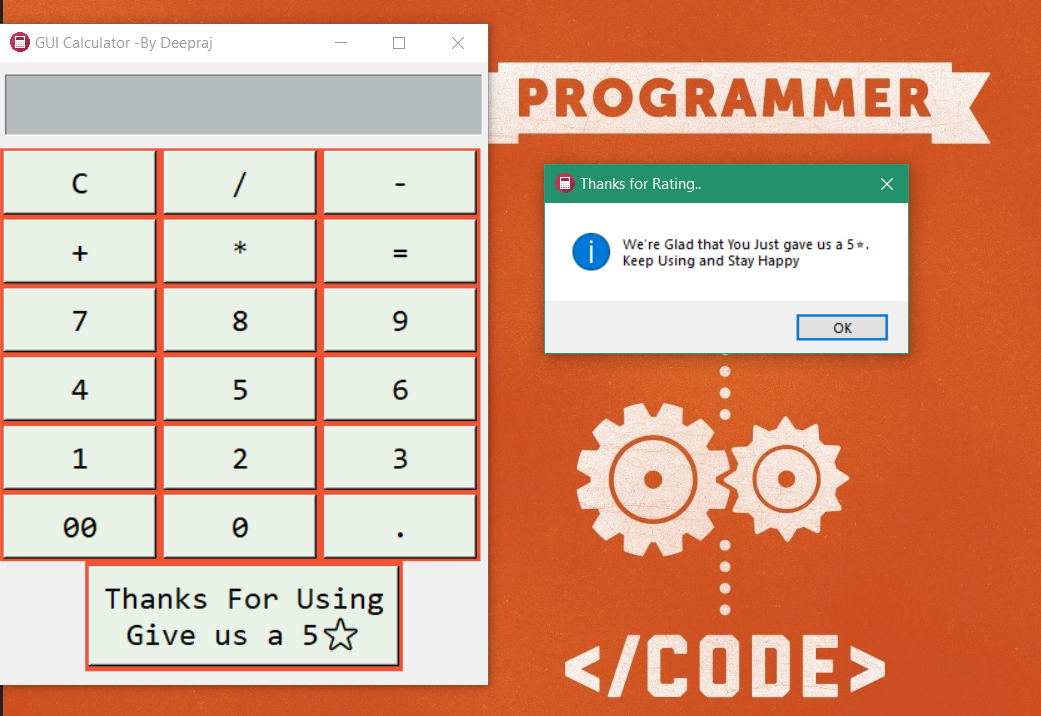 GUI Calculator -By Deepraj
PROGRAMMER
C / -
+ * =
7 8 9
4 5 6
1 2 3
00 0 .
Thanks For Using
Give us a 5☆
Thanks for Rating..
We're Glad that You Just gave us a 5⭐.
Keep Using and Stay Happy
OK
</CODE>